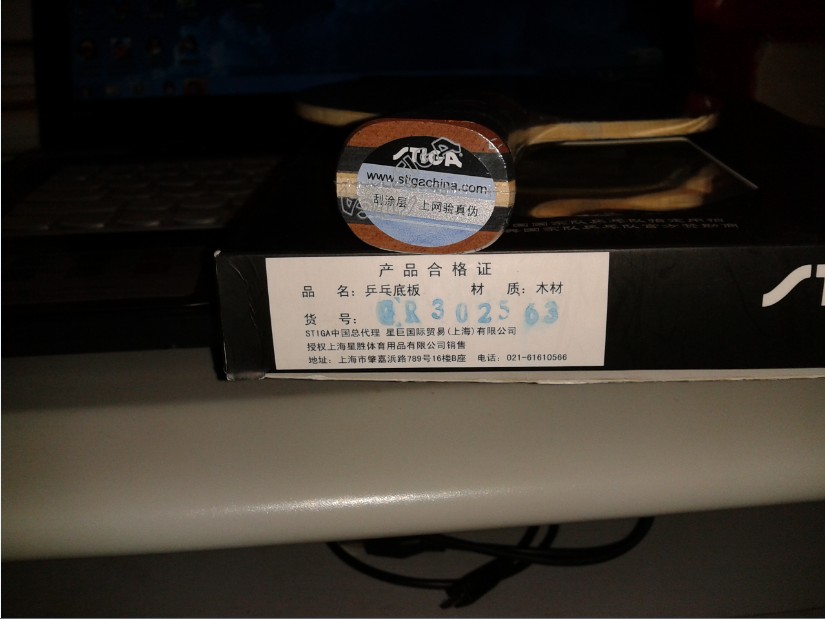 STIGA
www.stigachina.com
刮涂层 上网验真伪
产品合格证
品 名：乒乓底板 材 质：木材
货 号： CR302563
STIGA中国总代理 星巨国际贸易(上海)有限公司
授权上海星胜体育用品有限公司销售
地址：上海市肇嘉浜路789号16楼B座 电话：021-61610566